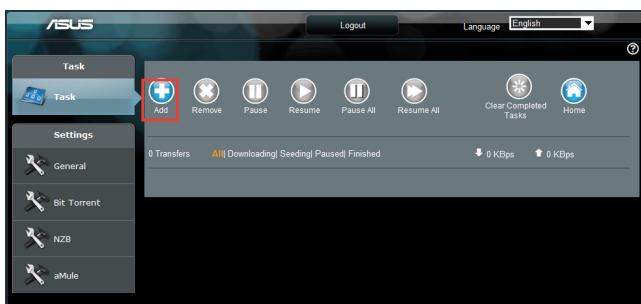 ASUS
Logout
Language English
Task
Task
Settings
General
Bit Torrent
NZB
aMule
Add Remove Pause Resume Pause All Resume All Clear Completed Tasks Home
0 Transfers All| Downloading| Seeding| Paused| Finished 0 KBps 0 KBps